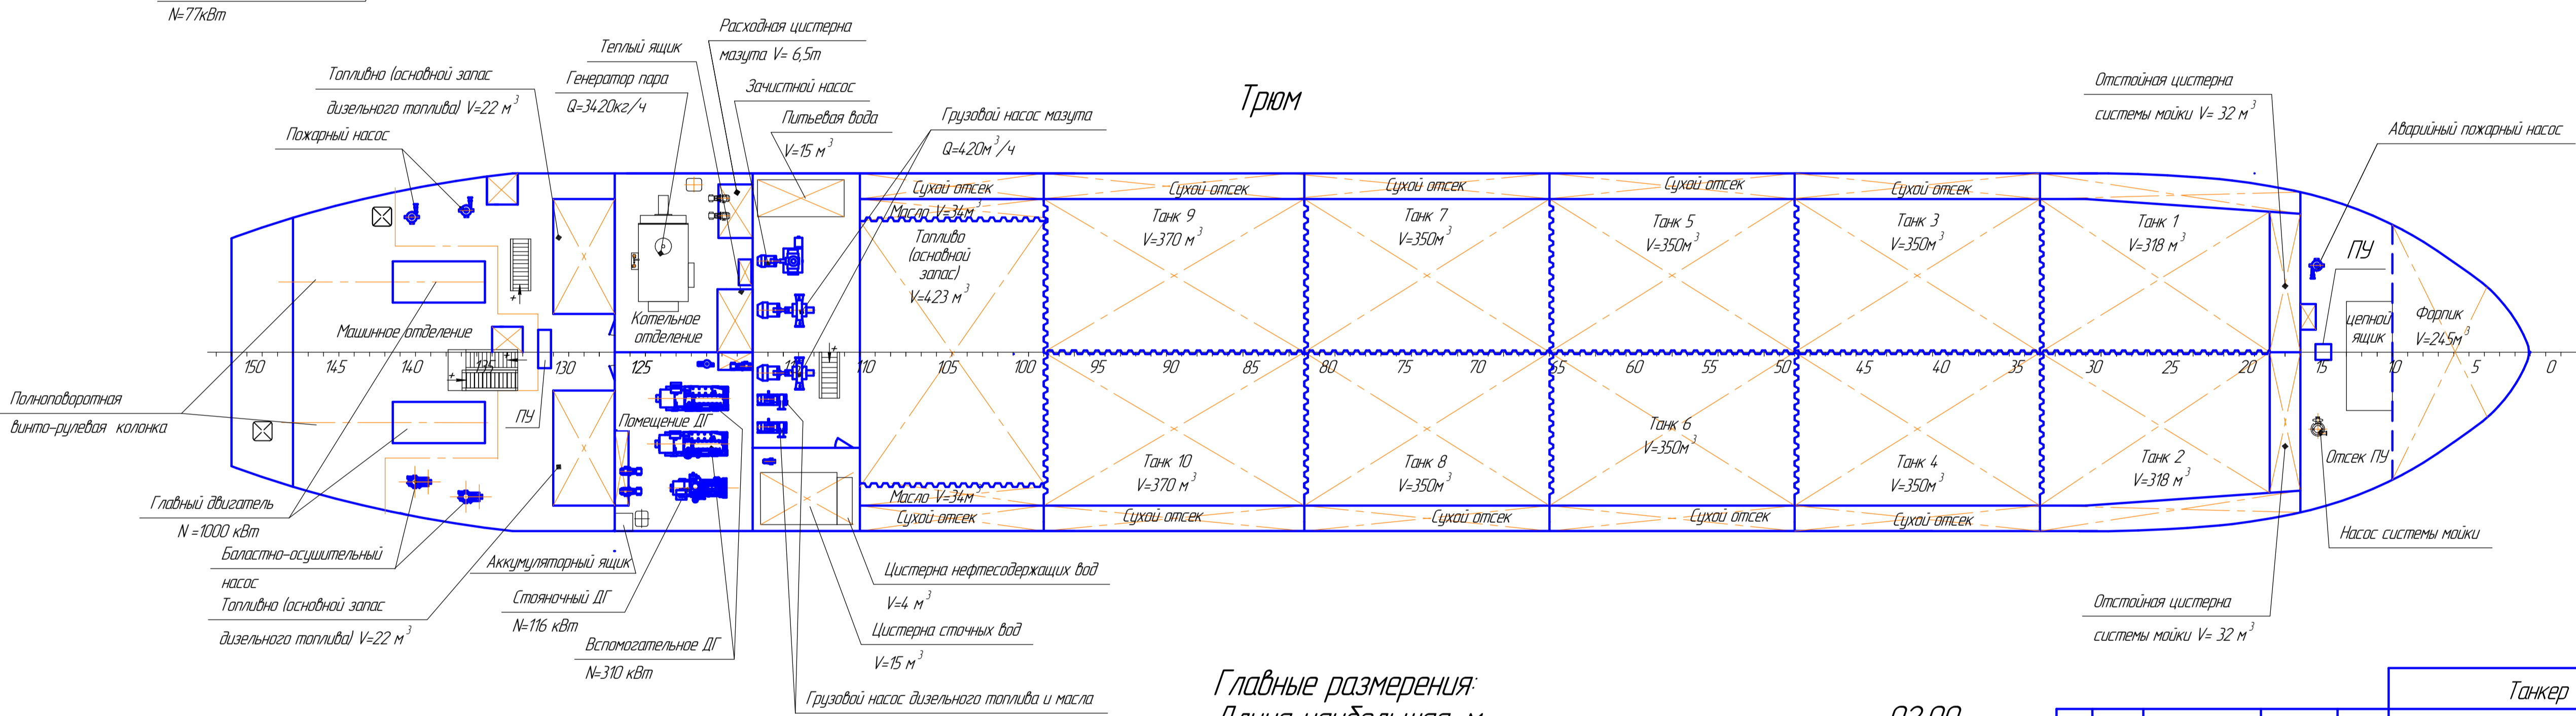 N=77кВт
Расходная цистерна
мазута V= 6,5т
Теплый ящик
Топливно (основной запас
дизельного топлива) V=22 м³
Генератор пара
Q=3420кг/ч
Зачистной насос
Питьевая вода
V=15 м³
Грузовой насос мазута
Q=420м³/ч
Трюм
Отстойная цистерна
системы мойки V= 32 м³
Аварийный пожарный насос
Пожарный насос
Сухой отсек
Сухой отсек
Сухой отсек
Сухой отсек
Сухой отсек
Масло V=34м³
Топливо
(основной
запас)
V=423 м³
Танк 9
V=370 м³
Танк 7
V=350м³
Танк 5
V=350м³
Танк 3
V=350м³
Танк 1
V=318 м³
ПУ
цепной
ящик
Форпик
V=245м³
Машинное отделение
Котельное
отделение
150 145 140 135 130 125 110 105 100 95 90 85 80 75 70 65 60 55 50 45 40 35 30 25 20 15 10 5 0
Полноповоротная
винто-рулевая колонка
ПУ
Помещение ДГ
Танк 10
V=370 м³
Танк 8
V=350м³
Танк 6
V=350м³
Танк 4
V=350м³
Танк 2
V=318 м³
Отсек ПУ
Масло V=34м³
Сухой отсек
Сухой отсек
Сухой отсек
Сухой отсек
Сухой отсек
Главный двигатель
N =1000 кВт
Баластно-осушительный
насос
Топливно (основной запас
дизельного топлива) V=22 м³
Аккумуляторный ящик
Стояночный ДГ
N=116 кВт
Вспомогательное ДГ
N=310 кВт
Цистерна нефтесодержащих вод
V=4 м³
Цистерна сточных вод
V=15 м³
Грузовой насос дизельного топлива и масла
Насос системы мойки
Отстойная цистерна
системы мойки V= 32 м³
Главные размерения:
Танкер